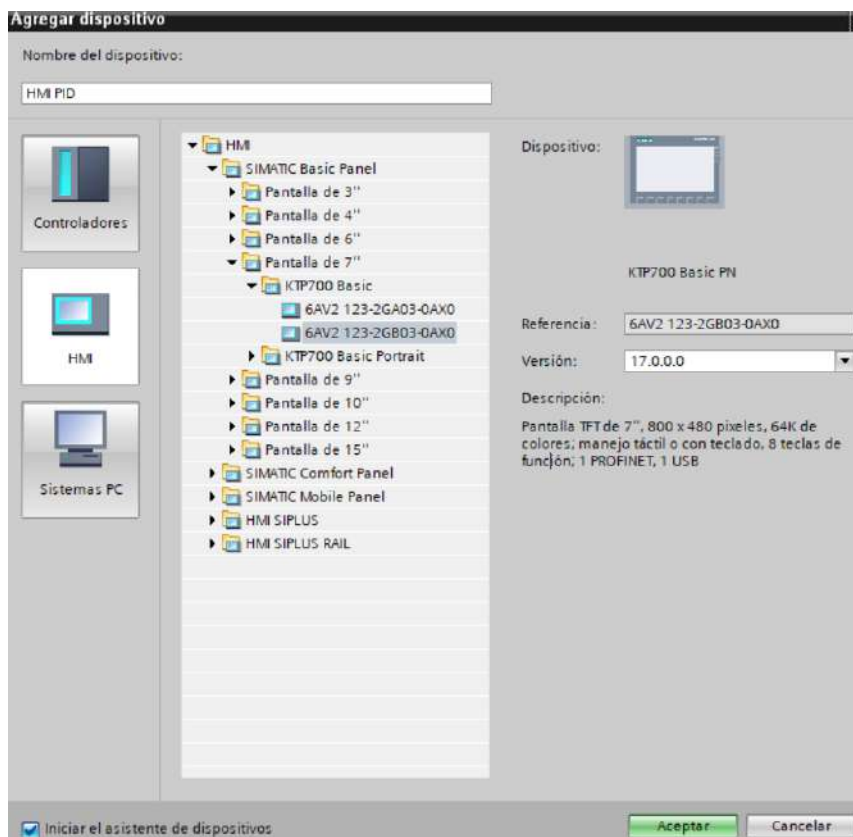 Agregar dispositivo
Nombre del dispositivo:
HMI PID
Controladores
HMI
Sistemas PC
HMI
SIMATIC Basic Panel
Pantalla de 3''
Pantalla de 4''
Pantalla de 6''
Pantalla de 7''
KTP700 Basic
6AV2 123-2GA03-0AX0
6AV2 123-2GB03-0AX0
KTP700 Basic Portrait
Pantalla de 9''
Pantalla de 10''
Pantalla de 12''
Pantalla de 15''
SIMATIC Comfort Panel
SIMATIC Mobile Panel
HMI SIPLUS
HMI SIPLUS RAIL
Dispositivo:
KTP700 Basic PN
Referencia:
6AV2 123-2GB03-0AX0
Versión:
17.0.0.0
Descripción:
Pantalla TFT de 7'', 800 x 480 píxeles, 64K de
colores; manejo táctil o con teclado, 8 teclas de
función; 1 PROFINET, 1 USB
Iniciar el asistente de dispositivos
Aceptar
Cancelar